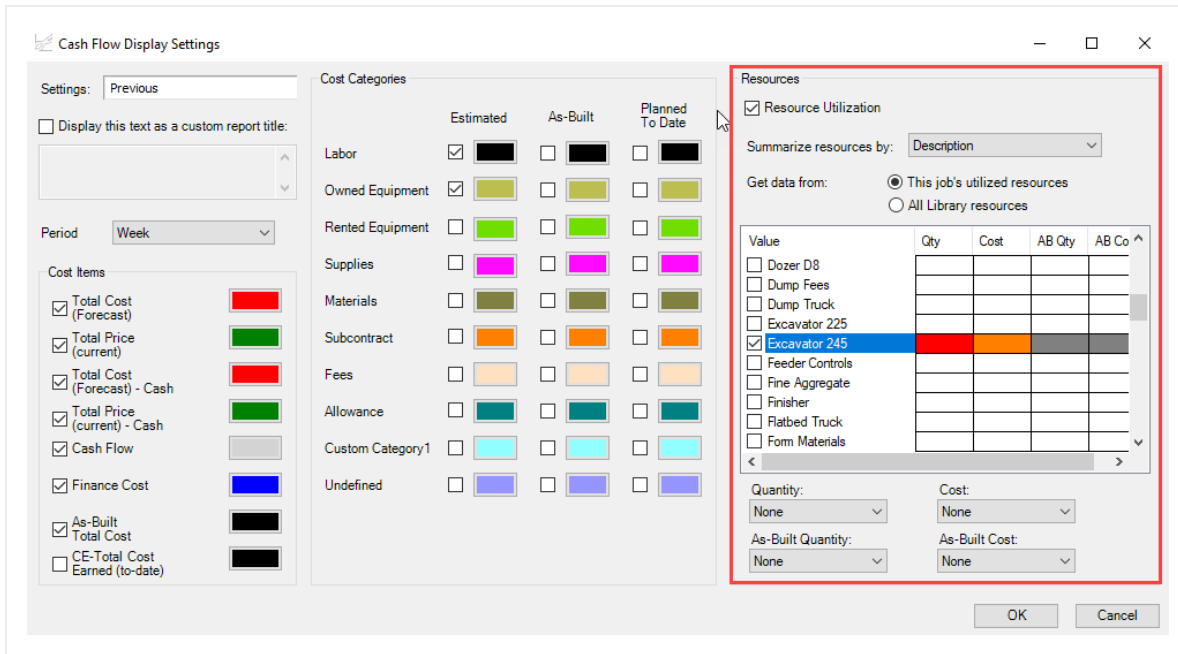 Cash Flow Display Settings
Settings: Previous
Display this text as a custom report title:
Period Week
Cost Items
Total Cost
(Forecast)
Total Price
(current)
Total Cost
(Forecast) - Cash
Total Price
(current) - Cash
Cash Flow
Finance Cost
As-Built
Total Cost
CE-Total Cost
Earned (to-date)
Cost Categories
Estimated As-Built Planned
To Date
Labor
Owned Equipment
Rented Equipment
Supplies
Materials
Subcontract
Fees
Allowance
Custom Category1
Undefined
Resources
Resource Utilization
Summarize resources by: Description
Get data from: This job's utilized resources
All Library resources
Value Qty Cost AB Qty AB Co
Dozer D8
Dump Fees
Dump Truck
Excavator 225
Excavator 245
Feeder Controls
Fine Aggregate
Finisher
Flatbed Truck
Form Materials
Quantity: Cost:
None None
As-Built Quantity: As-Built Cost:
None None
OK Cancel